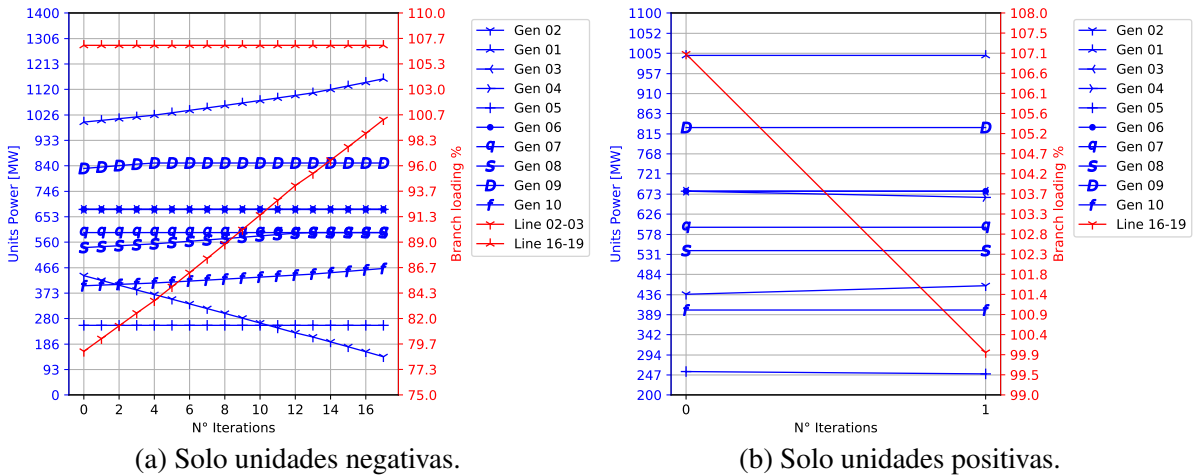 1400
1306
1213
1120
1026
933
840
746
653
560
466
373
280
186
93
0
Units Power [MW]
0 2 4 6 8 10 12 14 16
N° Iterations
110.0
107.7
105.3
103.0
100.7
98.3
96.0
93.7
91.3
89.0
86.7
84.3
82.0
79.7
77.3
75.0
Branch loading %
Gen 02
Gen 01
Gen 03
Gen 04
Gen 05
Gen 06
Gen 07
Gen 08
Gen 09
Gen 10
Line 02-03
Line 16-19
(a) Solo unidades negativas.
1100
1052
1005
957
910
863
815
768
721
673
626
578
531
484
436
389
342
294
247
200
Units Power [MW]
0 1
N° Iterations
108.0
107.5
107.1
106.6
106.1
105.6
105.2
104.7
104.2
103.7
103.3
102.8
102.3
101.8
101.4
100.9
100.4
99.9
99.5
99.0
Branch loading %
Gen 02
Gen 01
Gen 03
Gen 04
Gen 05
Gen 06
Gen 07
Gen 08
Gen 09
Gen 10
Line 16-19
(b) Solo unidades positivas.